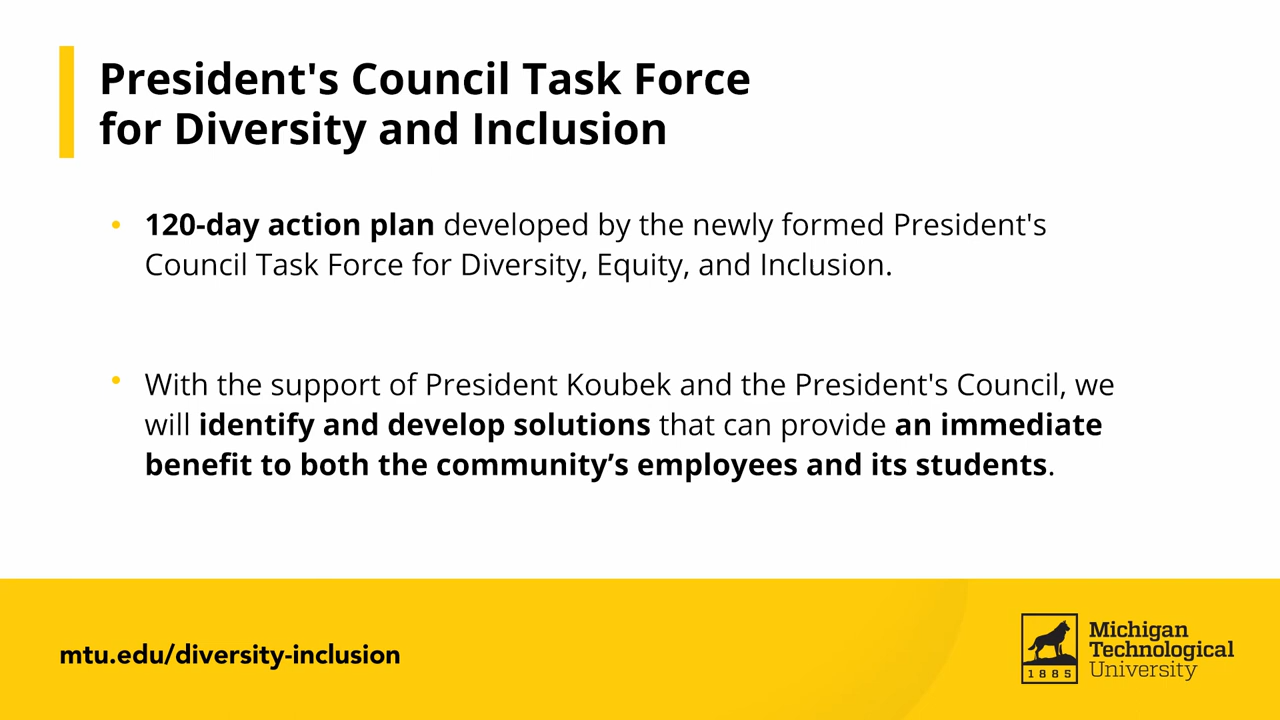 President's Council Task Force
for Diversity and Inclusion
• 120-day action plan developed by the newly formed President's
Council Task Force for Diversity, Equity, and Inclusion.
• With the support of President Koubek and the President's Council, we
will identify and develop solutions that can provide an immediate
benefit to both the community’s employees and its students.
mtu.edu/diversity-inclusion
1885
Michigan
Technological
University